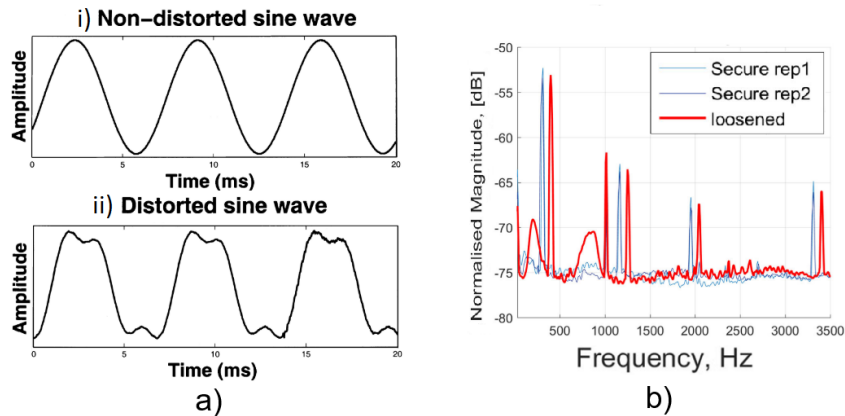 i) Non-distorted sine wave
Amplitude
0 5 10 15 20
Time (ms)
ii) Distorted sine wave
Amplitude
0 5 10 15 20
Time (ms)
a)
-50
-55
-60
-65
-70
-75
-80
Normalised Magnitude, [dB]
Secure rep1
Secure rep2
loosened
500 1000 1500 2000 2500 3000 3500
Frequency, Hz
b)